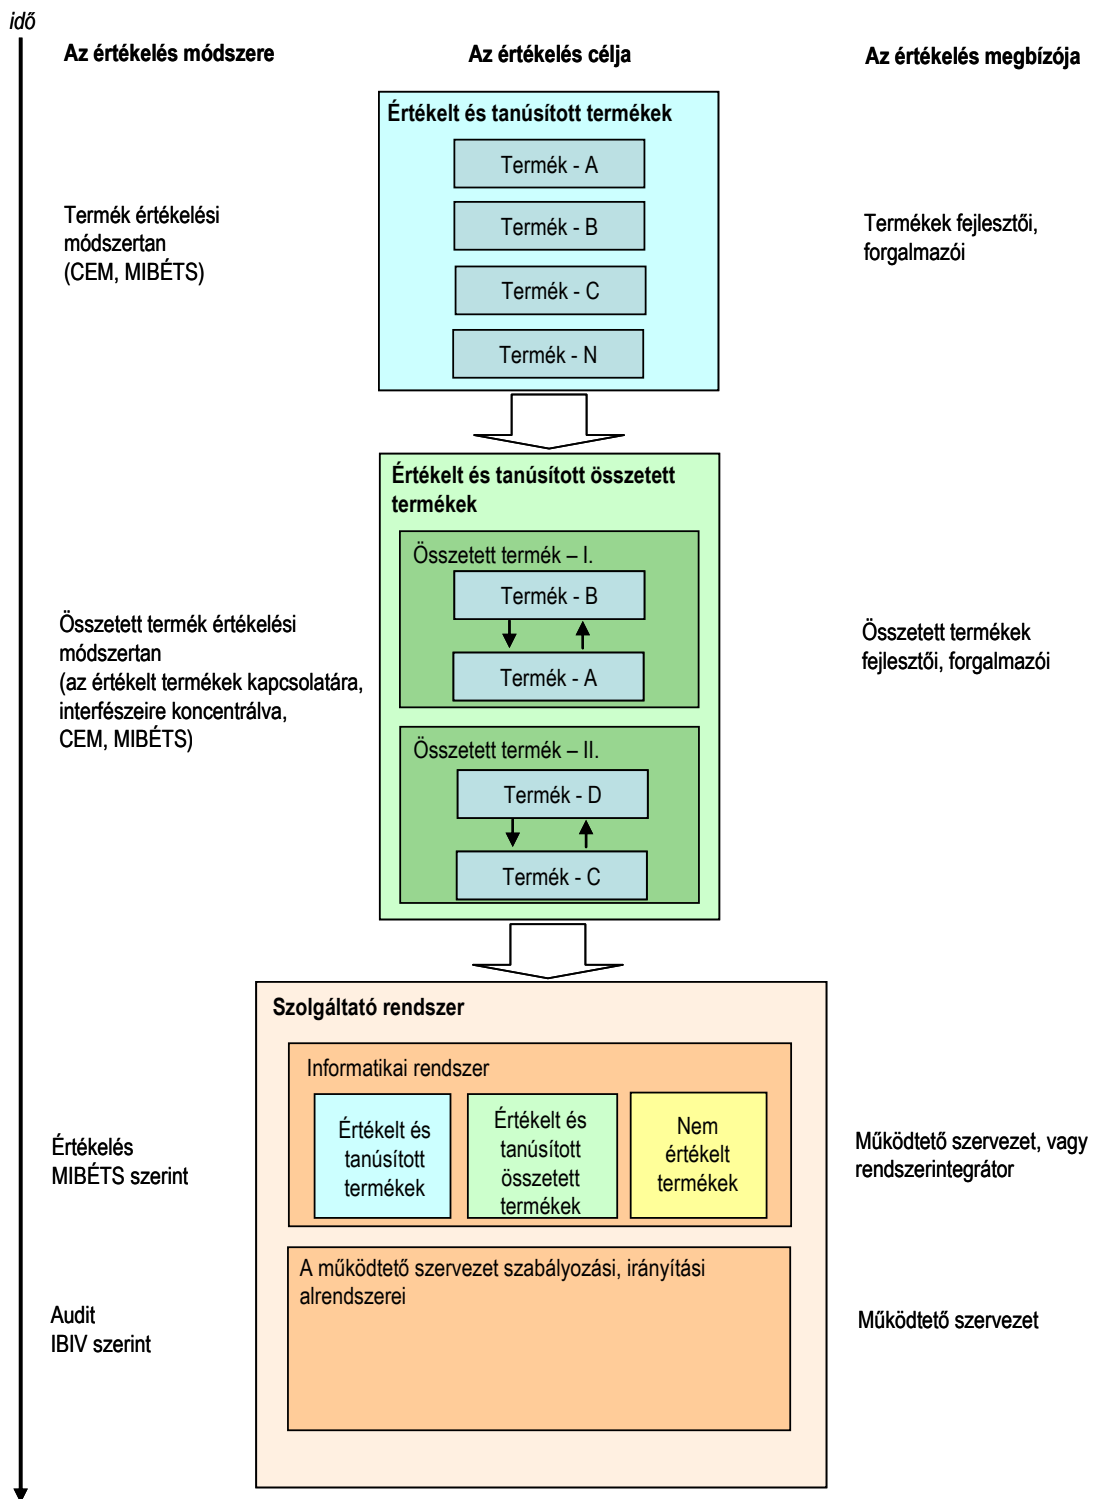 idő
Az értékelés módszere
Az értékelés célja
Az értékelés megbízója
Értékelt és tanúsított termékek
Termék - A
Termék - B
Termék - C
Termék - N
Termék értékelési
módszertan
(CEM, MIBÉTS)
Termékek fejlesztői,
forgalmazói
Értékelt és tanúsított összetett
termékek
Összetett termék – I.
Termék - B
Termék - A
Összetett termék – II.
Termék - D
Termék - C
Összetett termék értékelési
módszertan
(az értékelt termékek kapcsolatára,
interfészeire koncentrálva,
CEM, MIBÉTS)
Összetett termékek
fejlesztői, forgalmazói
Szolgáltató rendszer
Informatikai rendszer
Értékelt és
tanúsított
termékek
Értékelt és
tanúsított
összetett
termékek
Nem
értékelt
termékek
Értékelés
MIBÉTS szerint
Működtető szervezet, vagy
rendszerintegrátor
A működtető szervezet szabályozási, irányítási
alrendszerei
Audit
IBIV szerint
Működtető szervezet